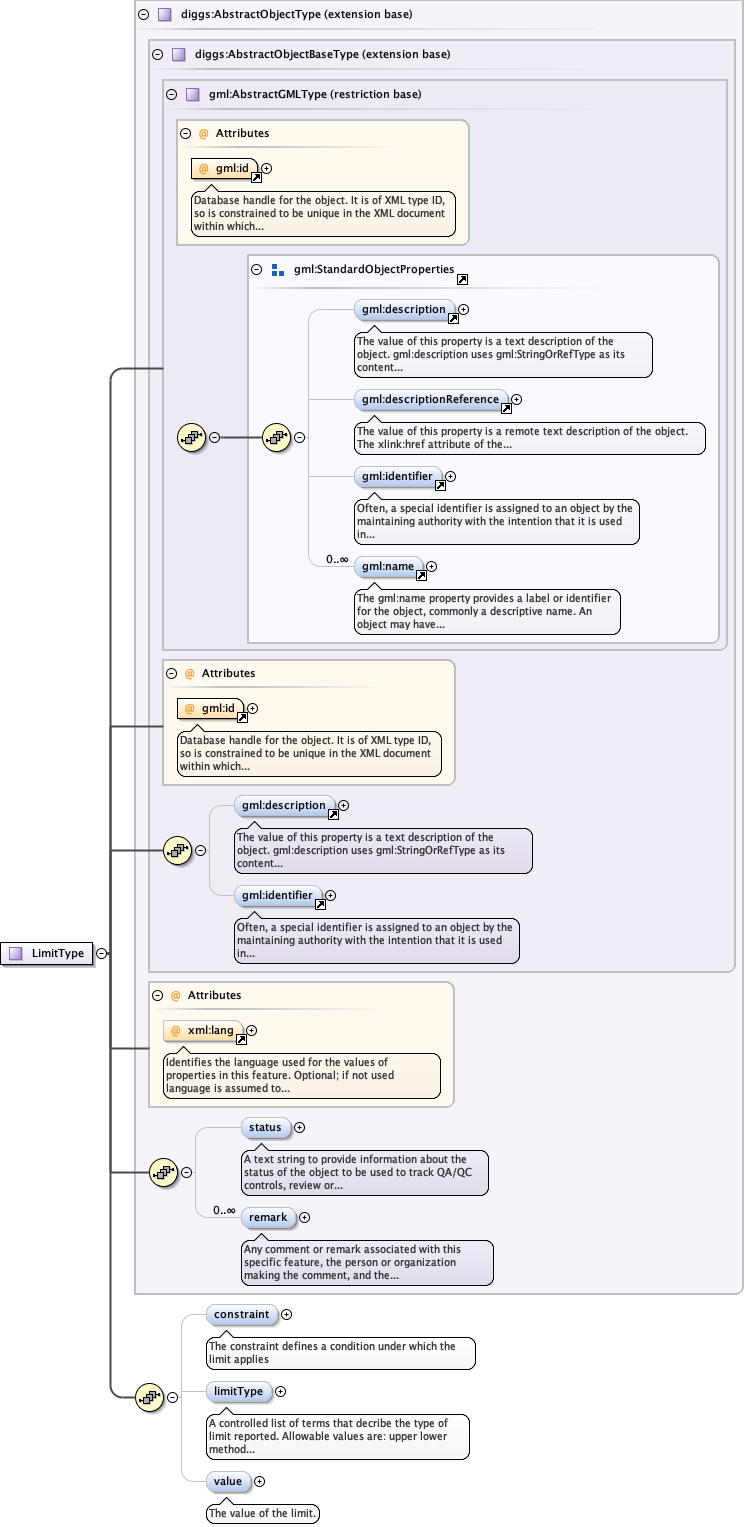 diggs:AbstractObjectType (extension base)
diggs:AbstractObjectBaseType (extension base)
gml:AbstractGMLType (restriction base)
@ Attributes
@ gml:id
Database handle for the object. It is of XML type ID,
so is constrained to be unique in the XML document
within which...
gml:StandardObjectProperties
gml:description
The value of this property is a text description of the
object. gml:description uses gml:StringOrRefType as its
content...
gml:descriptionReference
The value of this property is a remote text description of the object.
The xlink:href attribute of the...
gml:identifier
Often, a special identifier is assigned to an object by the
maintaining authority with the intention that it is used
in...
0..∞
gml:name
The gml:name property provides a label or identifier
for the object, commonly a descriptive name. An
object may have...
@ Attributes
@ gml:id
Database handle for the object. It is of XML type ID,
so is constrained to be unique in the XML document
within which...
gml:description
The value of this property is a text description of the
object. gml:description uses gml:StringOrRefType as its
content...
gml:identifier
Often, a special identifier is assigned to an object by the
maintaining authority with the intention that it is used
in...
LimitType
@ Attributes
@ xml:lang
Identifies the language used for the values of
properties in this feature. Optional; if not used
language is assumed to...
status
A text string to provide information about the
status of the object to be used to track QA/QC
controls, review or...
0..∞
remark
Any comment or remark associated with this
specific feature, the person or organization
making the comment, and the...
constraint
The constraint defines a condition under which the
limit applies
limitType
A controlled list of terms that decribe the type of
limit reported. Allowable values are: upper lower
method...
value
The value of the limit.